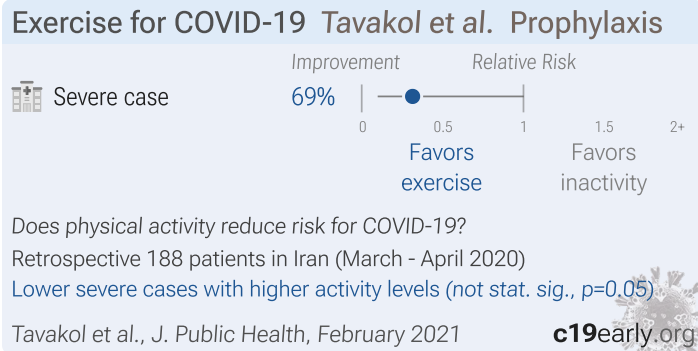 Exercise for COVID-19 Tavakol et al. Prophylaxis
Improvement Relative Risk
Severe case 69%
0 0.5 1 1.5 2+
Favors exercise Favors inactivity
Does physical activity reduce risk for COVID-19?
Retrospective 188 patients in Iran (March - April 2020)
Lower severe cases with higher activity levels (not stat. sig., p=0.05)
Tavakol et al., J. Public Health, February 2021 c19early.org